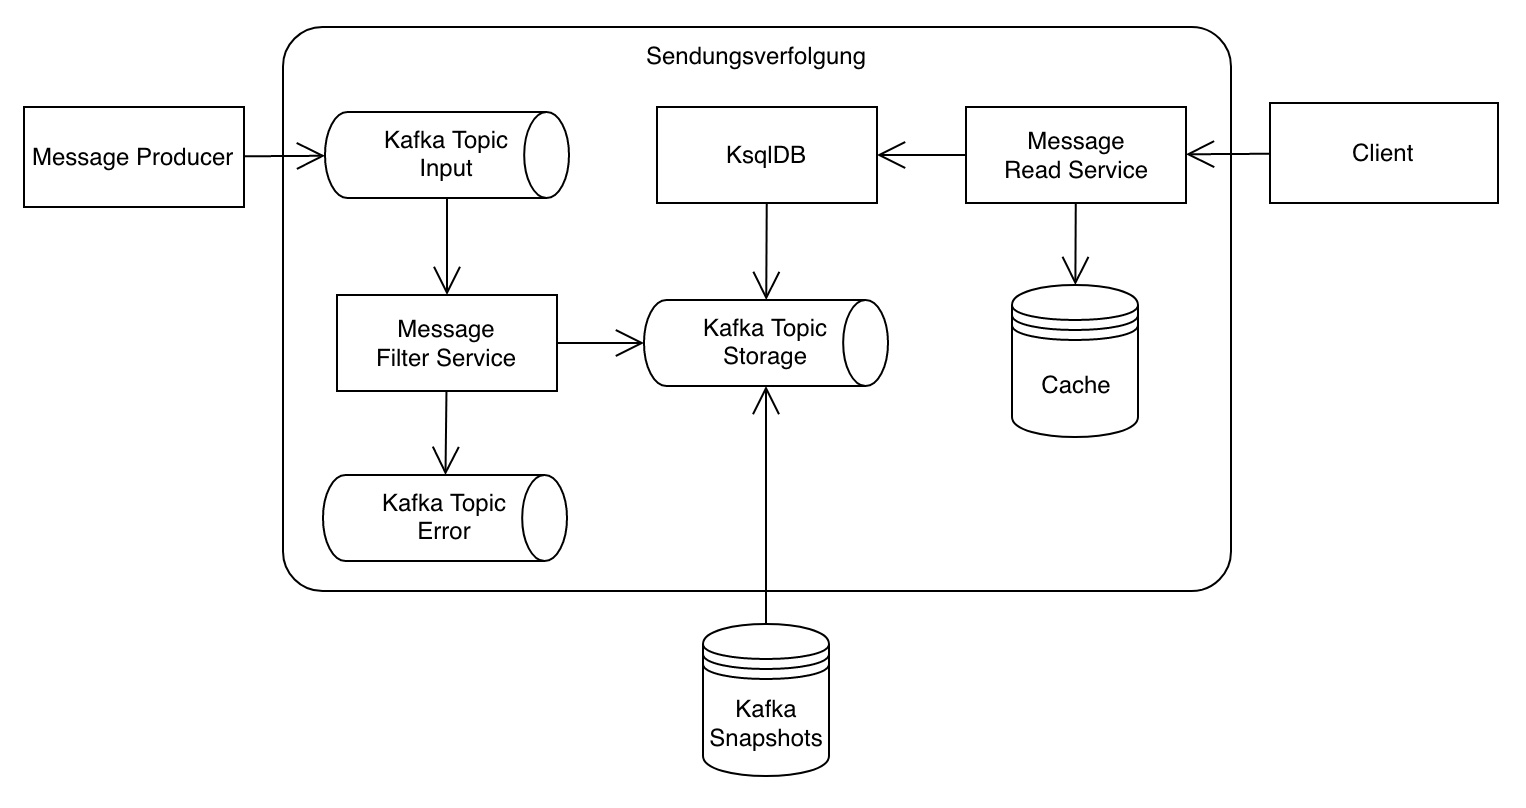 Sendungsverfolgung
Message Producer
Kafka Topic
Input
KsqlDB
Message
Read Service
Client
Message
Filter Service
Kafka Topic
Storage
Cache
Kafka Topic
Error
Kafka
Snapshots